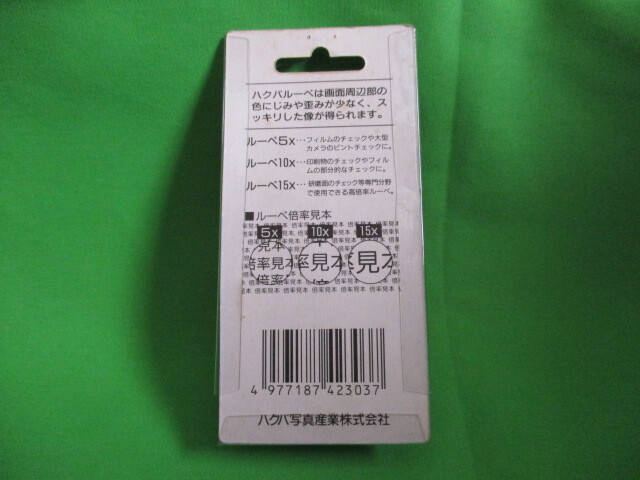 ハクバルーペは画面周辺部の
色にじみや歪みが少なく、ス
ッキリした像が得られます。
ルーペ5x…フィルムのチェックや大型
カメラのピントチェックに。
ルーペ10x…印刷物のチェックやフィル
ムの部分的なチェックに。
ルーペ15x…研磨面のチェック等専門分野
で使用できる高倍率ルーペ。
■ルーペ倍率見本
5x 10x 15x
倍率見本 率見本 見本
4 977187 423037
ハクバ写真産業株式会社